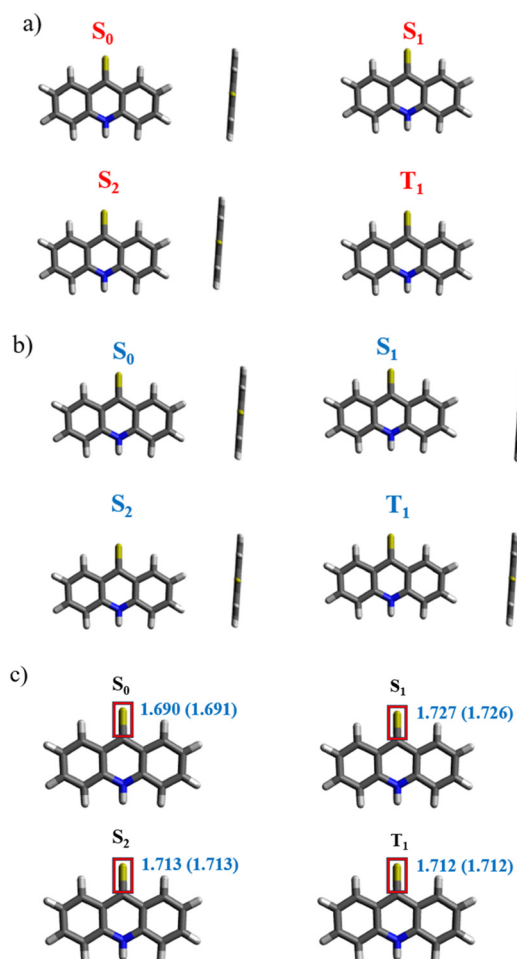 a)
S₀ S₁
S₂ T₁
b)
S₀ S₁
S₂ T₁
c)
S₀ S₁
1.690 (1.691) 1.727 (1.726)
S₂ T₁
1.713 (1.713) 1.712 (1.712)